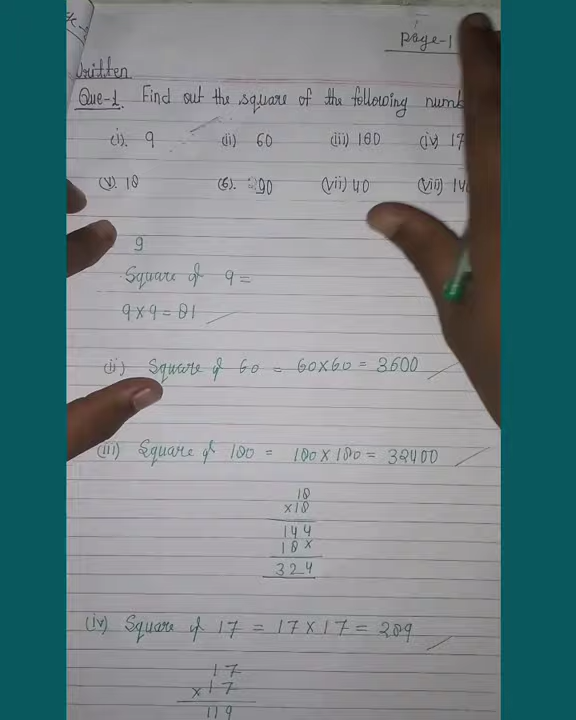 Page-1
Written
Que-1. Find out the square of the following numb
(i). 9 (ii) 60 (iii) 180 (iv) 17
(v). 18 (6). (vii) 40 (viii) 14
9
Square of 9 =
9×9 = 81
(ii) Square of 60 = 60×60 = 3600
(iii) Square of 180 = 180 × 180 = 32400
18
×18
144
18×
324
(iv) Square of 17 = 17 × 17 = 289
17
×17
119